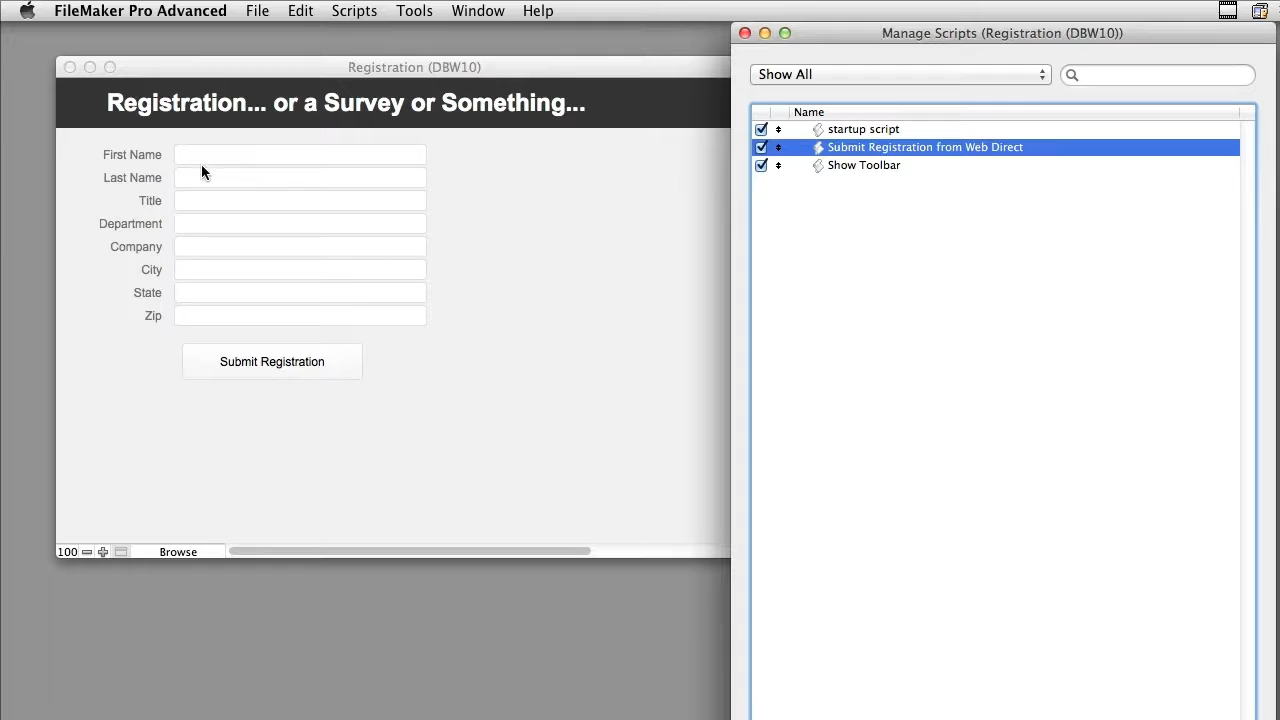 FileMaker Pro Advanced File Edit Scripts Tools Window Help
Registration (DBW10)
Registration... or a Survey or Something...
First Name
Last Name
Title
Department
Company
City
State
Zip
Submit Registration
100 Browse
Manage Scripts (Registration (DBW10))
Show All
Name
startup script
Submit Registration from Web Direct
Show Toolbar